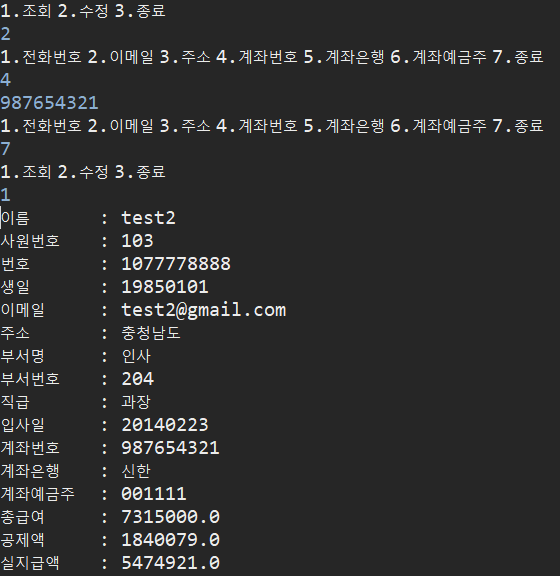 1.조회 2.수정 3.종료
2
1.전화번호 2.이메일 3.주소 4.계좌번호 5.계좌은행 6.계좌예금주 7.종료
4
987654321
1.전화번호 2.이메일 3.주소 4.계좌번호 5.계좌은행 6.계좌예금주 7.종료
7
1.조회 2.수정 3.종료
1
이름 : test2
사원번호 : 103
번호 : 1077778888
생일 : 19850101
이메일 : test2@gmail.com
주소 : 충청남도
부서명 : 인사
부서번호 : 204
직급 : 과장
입사일 : 20140223
계좌번호 : 987654321
계좌은행 : 신한
계좌예금주 : 001111
총급여 : 7315000.0
공제액 : 1840079.0
실지급액 : 5474921.0